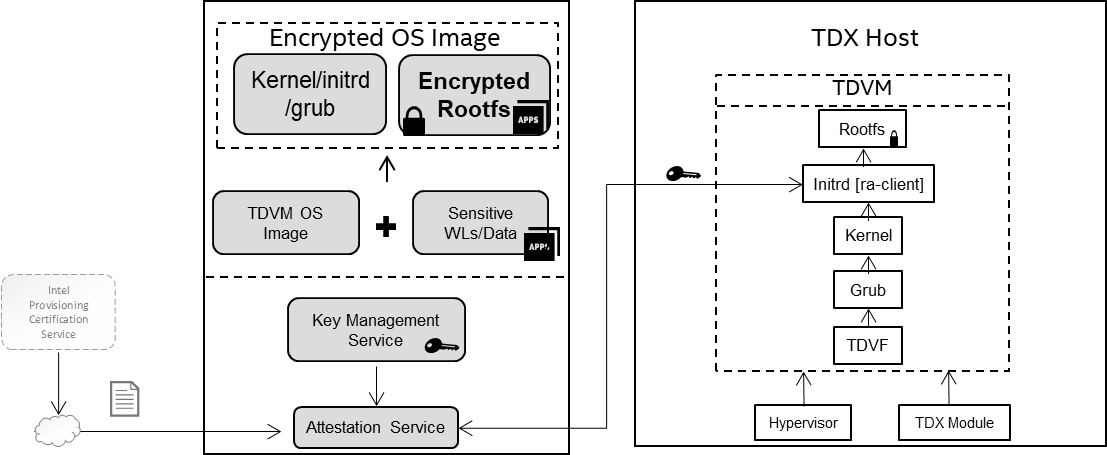 Encrypted OS Image
Kernel/initrd
/grub
Encrypted
Rootfs
APPS
TDVM OS
Image
Sensitive
WLs/Data
APPS
Intel
Provisioning
Certification
Service
Key Management
Service
Attestation Service
TDX Host
TDVM
Rootfs
Initrd [ra-client]
Kernel
Grub
TDVF
Hypervisor
TDX Module